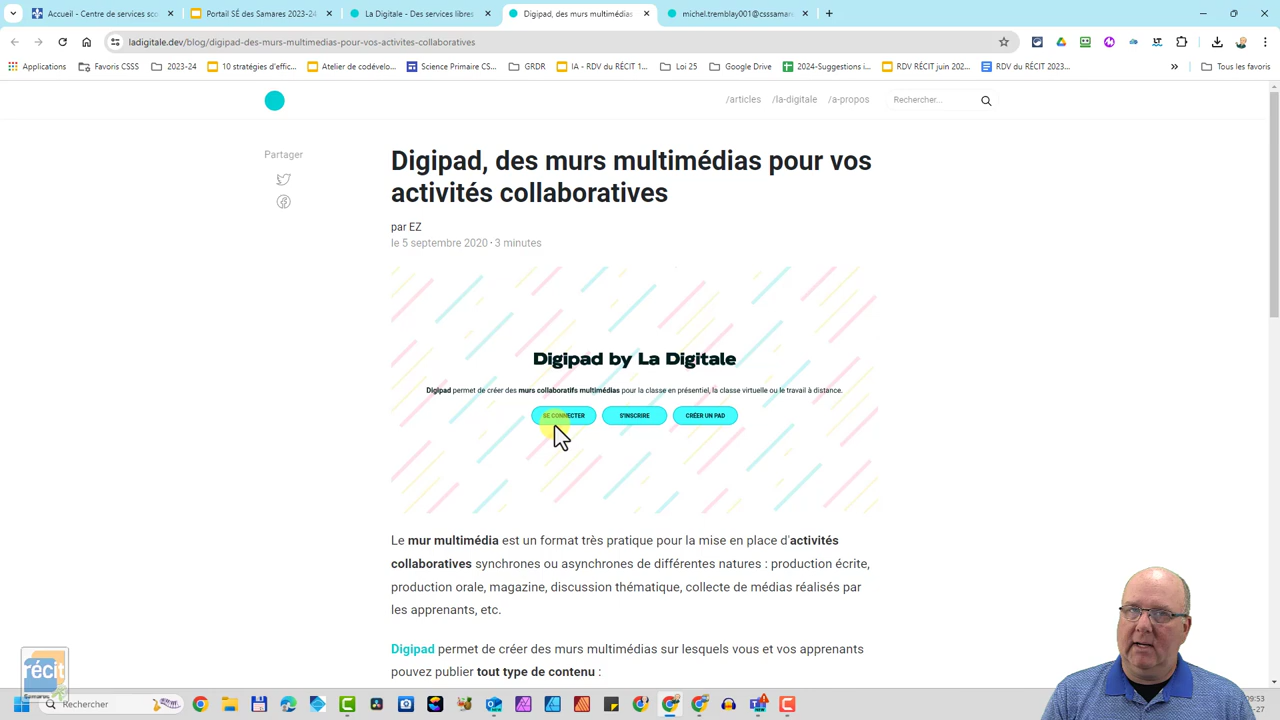 Accueil - Centre de services sco
Portail SÉ des Samares 2023-24
La Digitale - Des services libres
Digipad, des murs multimédias
michel.tremblay001@csssamar
ladigitale.dev/blog/digipad-des-murs-multimedias-pour-vos-activites-collaboratives
Applications
Favoris CSSS
2023-24
10 stratégies d'effic...
Atelier de codévelo...
Science Primaire CS...
GRDR
IA - RDV du RÉCIT 1...
Loi 25
Google Drive
2024-Suggestions i...
RDV RÉCIT juin 202...
RDV du RÉCIT 2023...
Tous les favoris
/articles
/la-digitale
/a-propos
Rechercher...
Partager
Digipad, des murs multimédias pour vos
activités collaboratives
par EZ
le 5 septembre 2020 · 3 minutes
Digipad by La Digitale
Digipad permet de créer des murs collaboratifs multimédias pour la classe en présentiel, la classe virtuelle ou le travail à distance.
SE CONNECTER
S'INSCRIRE
CRÉER UN PAD
Le mur multimédia est un format très pratique pour la mise en place d'activités
collaboratives synchrones ou asynchrones de différentes natures : production écrite,
production orale, magazine, discussion thématique, collecte de médias réalisés par
les apprenants, etc.
Digipad permet de créer des murs multimédias sur lesquels vous et vos apprenants
pouvez publier tout type de contenu :
récit
Samares
Rechercher
09:53